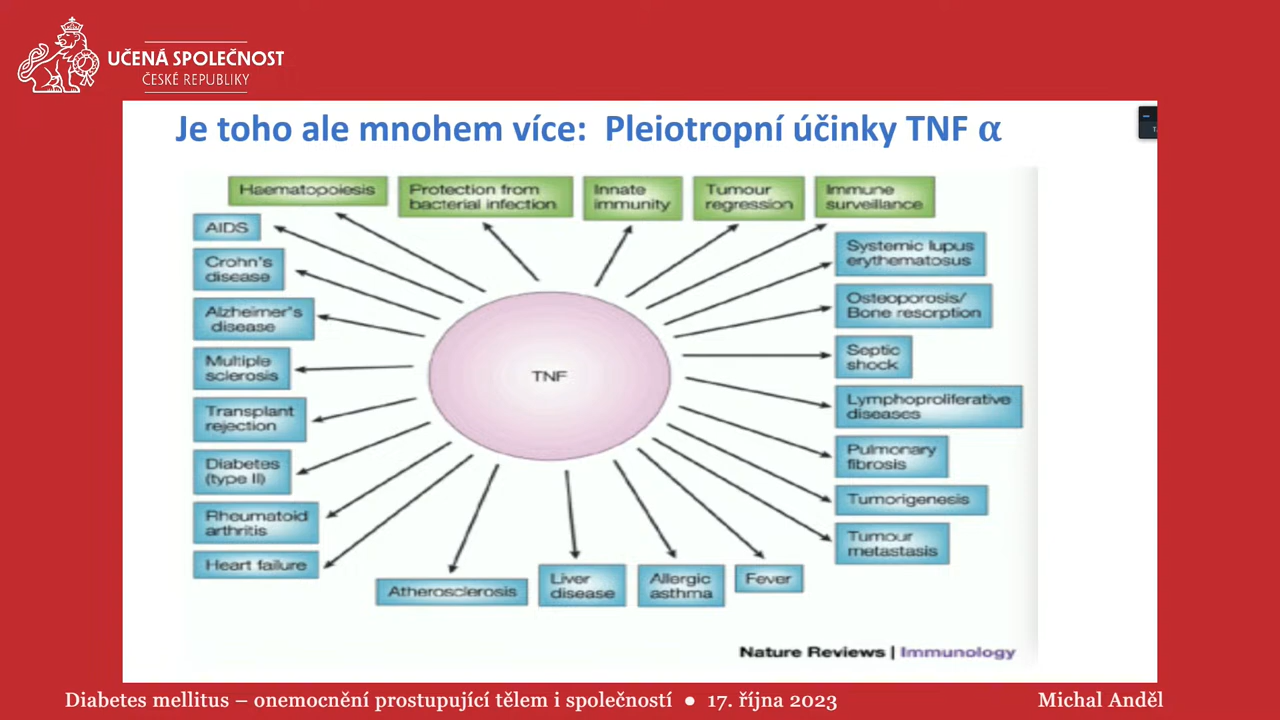 UČENÁ SPOLEČNOST
ČESKÉ REPUBLIKY
Je toho ale mnohem více: Pleiotropní účinky TNF α
Haematopoiesis
Protection from
bacterial infection
Innate
immunity
Tumour
regression
Immune
surveillance
AIDS
Crohn's
disease
Alzheimer's
disease
Multiple
sclerosis
Transplant
rejection
Diabetes
(type II)
Rheumatoid
arthritis
Heart failure
TNF
Systemic lupus
erythematosus
Osteoporosis/
Bone resorption
Septic
shock
Lymphoproliferative
diseases
Pulmonary
fibrosis
Tumorigenesis
Tumour
metastasis
Atherosclerosis
Liver
disease
Allergic
asthma
Fever
Nature Reviews | Immunology
Diabetes mellitus – onemocnění prostupující tělem i společností ● 17. října 2023
Michal Anděl